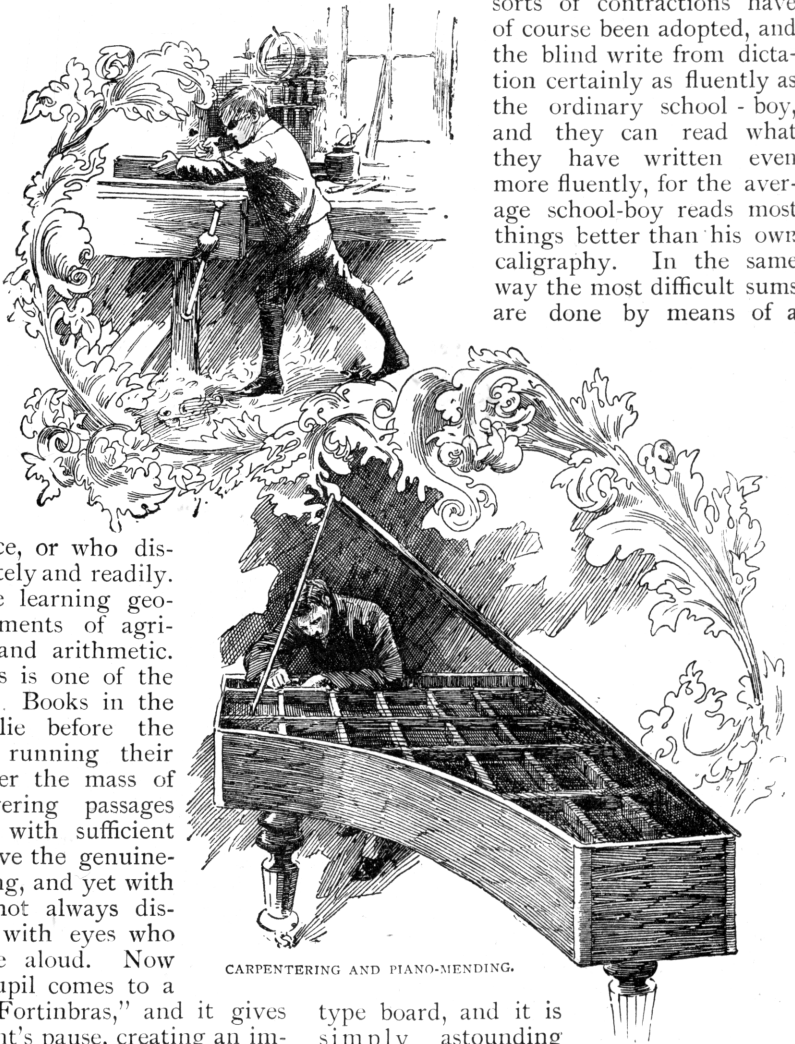 sorts of contractions have
of course been adopted, and
the blind write from dicta-
tion certainly as fluently as
the ordinary school-boy,
and they can read what
they have written even
more fluently, for the aver-
age school-boy reads most
things better than his own
caligraphy. In the same
way the most difficult sums
are done by means of a
ce, or who dis-
tely and readily.
e learning geo-
ments of agri-
and arithmetic.
s is one of the
. Books in the
lie before the
running their
er the mass of
vering passages
with sufficient
ve the genuine-
ng, and yet with
not always dis-
with eyes who
e aloud. Now
upil comes to a
Fortinbras," and it gives
nt's pause, creating an im-
CARPENTERING AND PIANO-MENDING.
type board, and it is
simply astounding